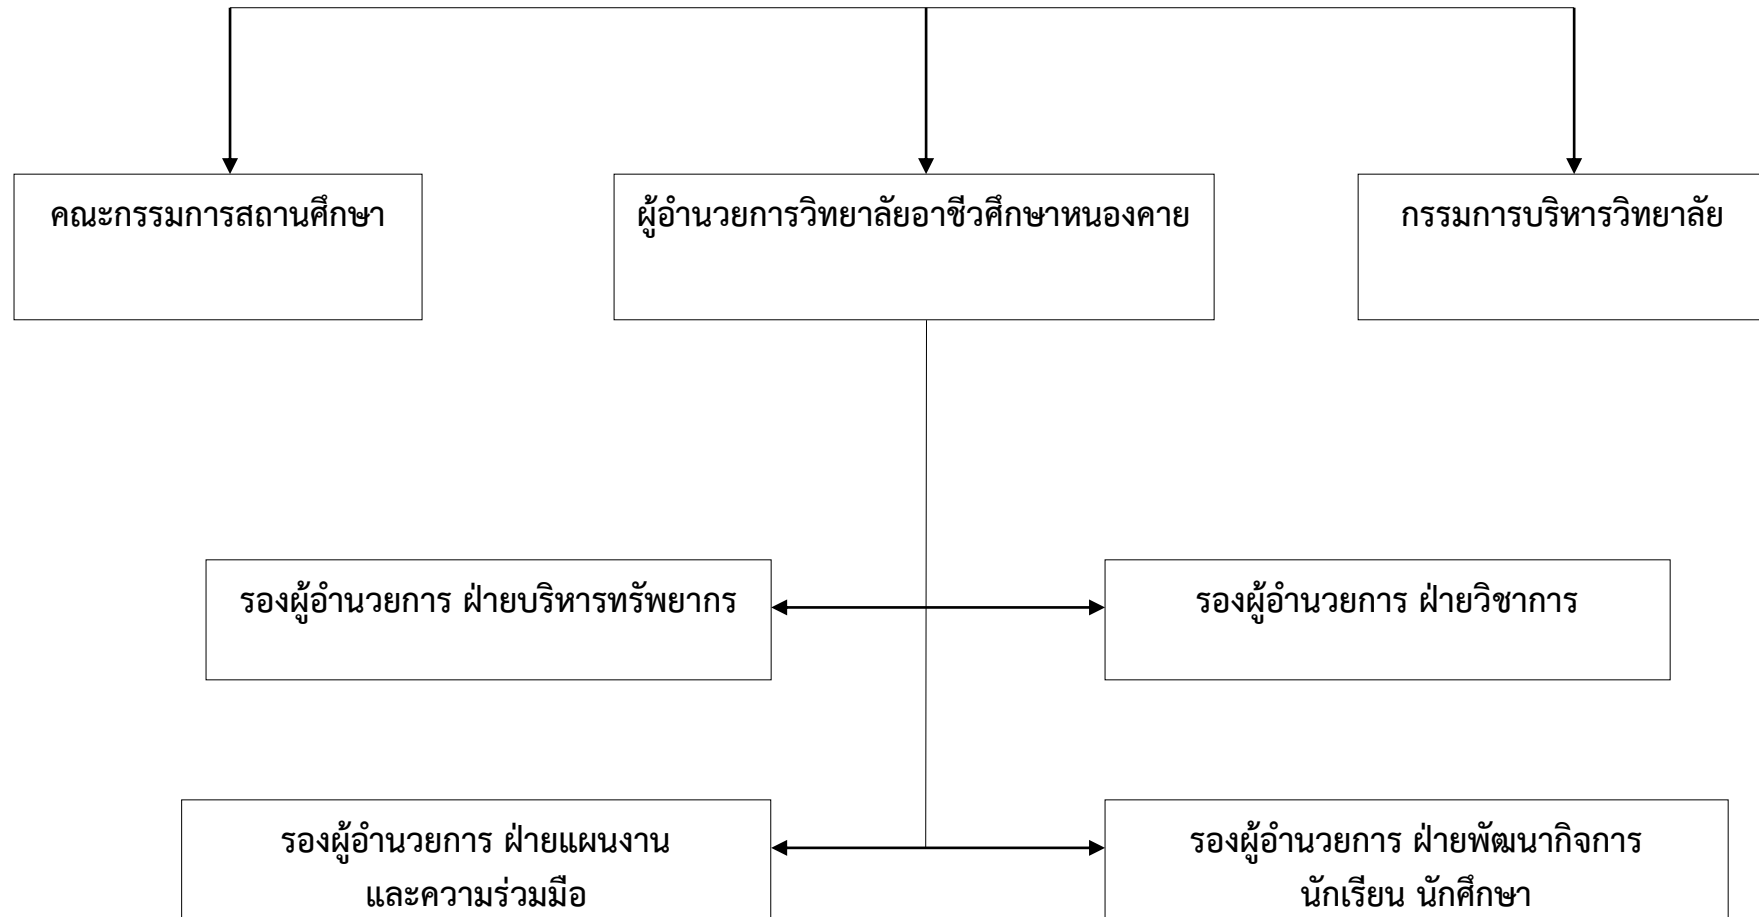 คณะกรรมการสถานศึกษา
ผู้อำนวยการวิทยาลัยอาชีวศึกษาหนองคาย
กรรมการบริหารวิทยาลัย
รองผู้อำนวยการ ฝ่ายบริหารทรัพยากร
รองผู้อำนวยการ ฝ่ายวิชาการ
รองผู้อำนวยการ ฝ่ายแผนงาน
และความร่วมมือ
รองผู้อำนวยการ ฝ่ายพัฒนากิจการ
นักเรียน นักศึกษา